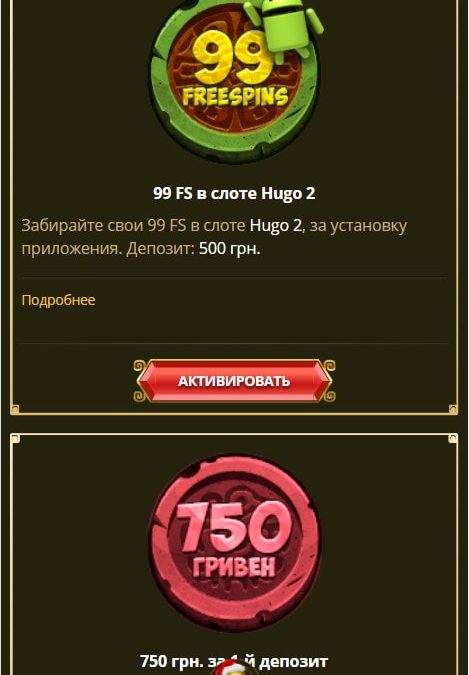 99
FREESPINS
99 FS в слоте Hugo 2
Забирайте свои 99 FS в слоте Hugo 2, за установку
приложения. Депозит: 500 грн.
Подробнее
АКТИВИРОВАТЬ
750
ГРИВЕН
750 грн. за 1-й депозит